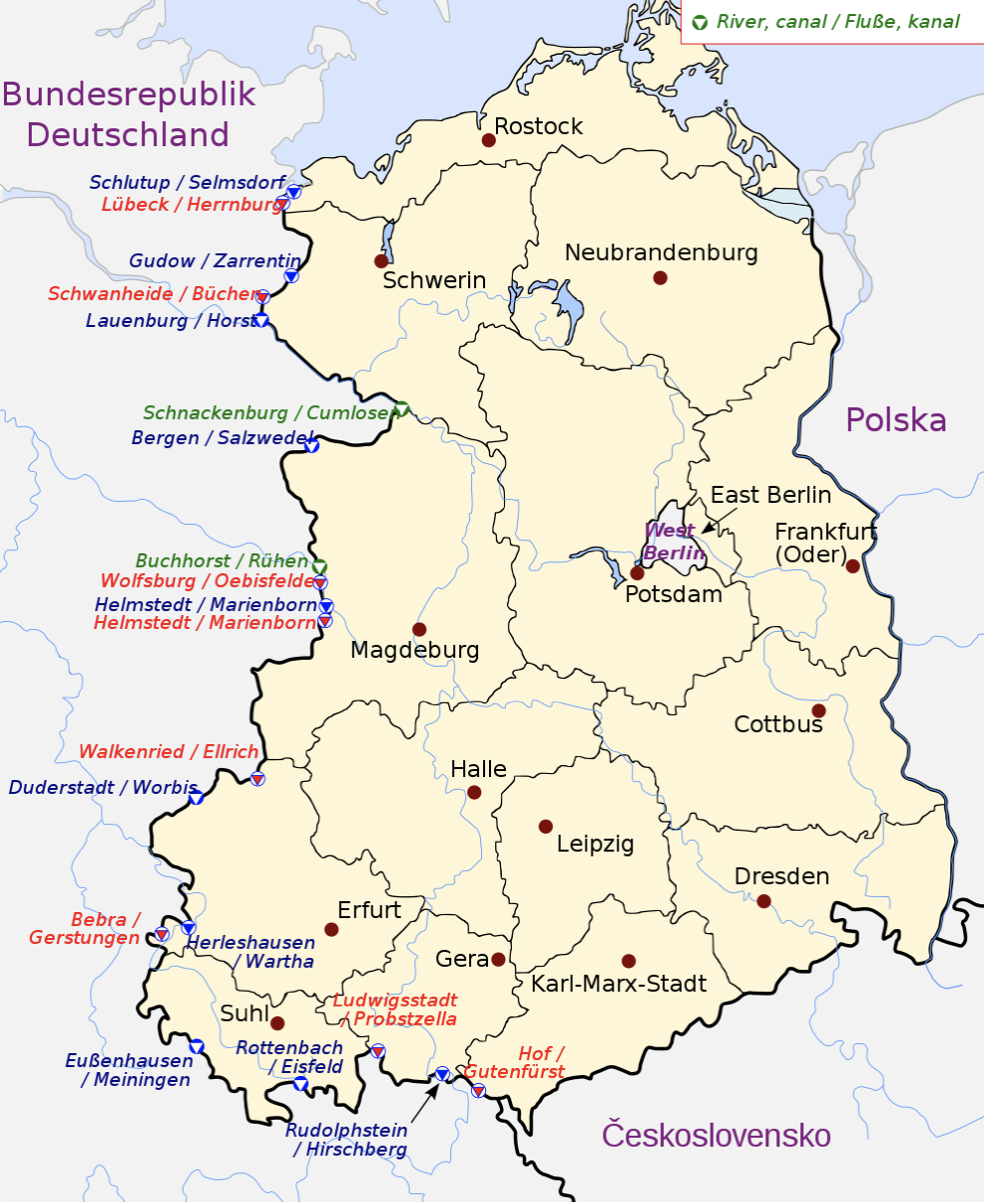 River, canal / Fluße, kanal
Bundesrepublik
Deutschland
Rostock
Schlutup / Selmsdorf
Lübeck / Herrnburg
Neubrandenburg
Gudow / Zarrentin
Schwerin
Schwanheide / Büchen
Lauenburg / Horst
Schnackenburg / Cumlosen
Polska
Bergen / Salzwedel
East Berlin
West
Berlin
Frankfurt
(Oder)
Buchhorst / Rühen
Wolfsburg / Oebisfelde
Potsdam
Helmstedt / Marienborn
Helmstedt / Marienborn
Magdeburg
Cottbus
Walkenried / Ellrich
Halle
Duderstadt / Worbis
Leipzig
Dresden
Erfurt
Bebra /
Gerstungen
Herleshausen
/ Wartha
Gera
Karl-Marx-Stadt
Ludwigsstadt
/ Probstzella
Suhl
Rottenbach
/ Eisfeld
Hof /
Gutenfürst
Eußenhausen
/ Meiningen
Rudolphstein
/ Hirschberg
Československo